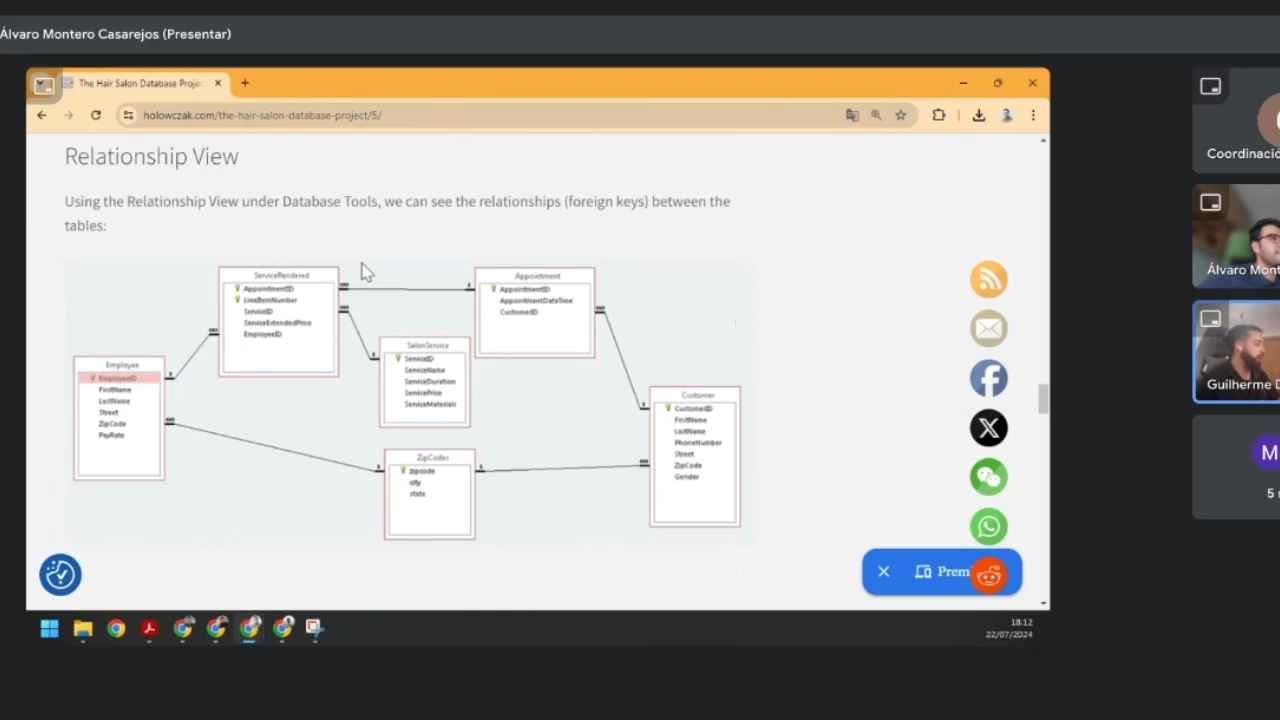 Álvaro Montero Casarejos (Presentar)
The Hair Salon Database Projec
holowczak.com/the-hair-salon-database-project/5/
Relationship View
Using the Relationship View under Database Tools, we can see the relationships (foreign keys) between the
tables:
ServiceRendered
AppointmentID
LineItemNumber
ServiceID
ServiceExtendedPrice
EmployeeID
Appointment
AppointmentID
AppointmentDateTime
CustomerID
SalonService
ServiceID
ServiceName
ServiceDuration
ServicePrice
ServiceMaterials
Employee
EmployeeID
FirstName
LastName
Street
ZipCode
PayRate
ZipCodes
zipcode
city
state
Customer
CustomerID
FirstName
LastName
PhoneNumber
Street
ZipCode
Gender
Prem
18:12
22/07/2024
Coordinació
Álvaro Mont
Guilherme D
M
5